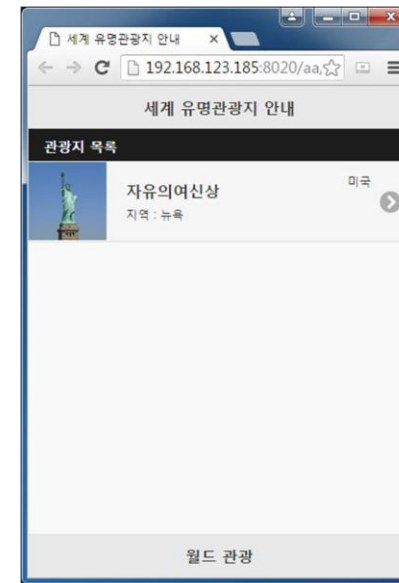 세계 유명관광지 안내
192.168.123.185:8020/aa,
세계 유명관광지 안내
관광지 목록
자유의여신상
미국
지역 : 뉴욕
월드 관광